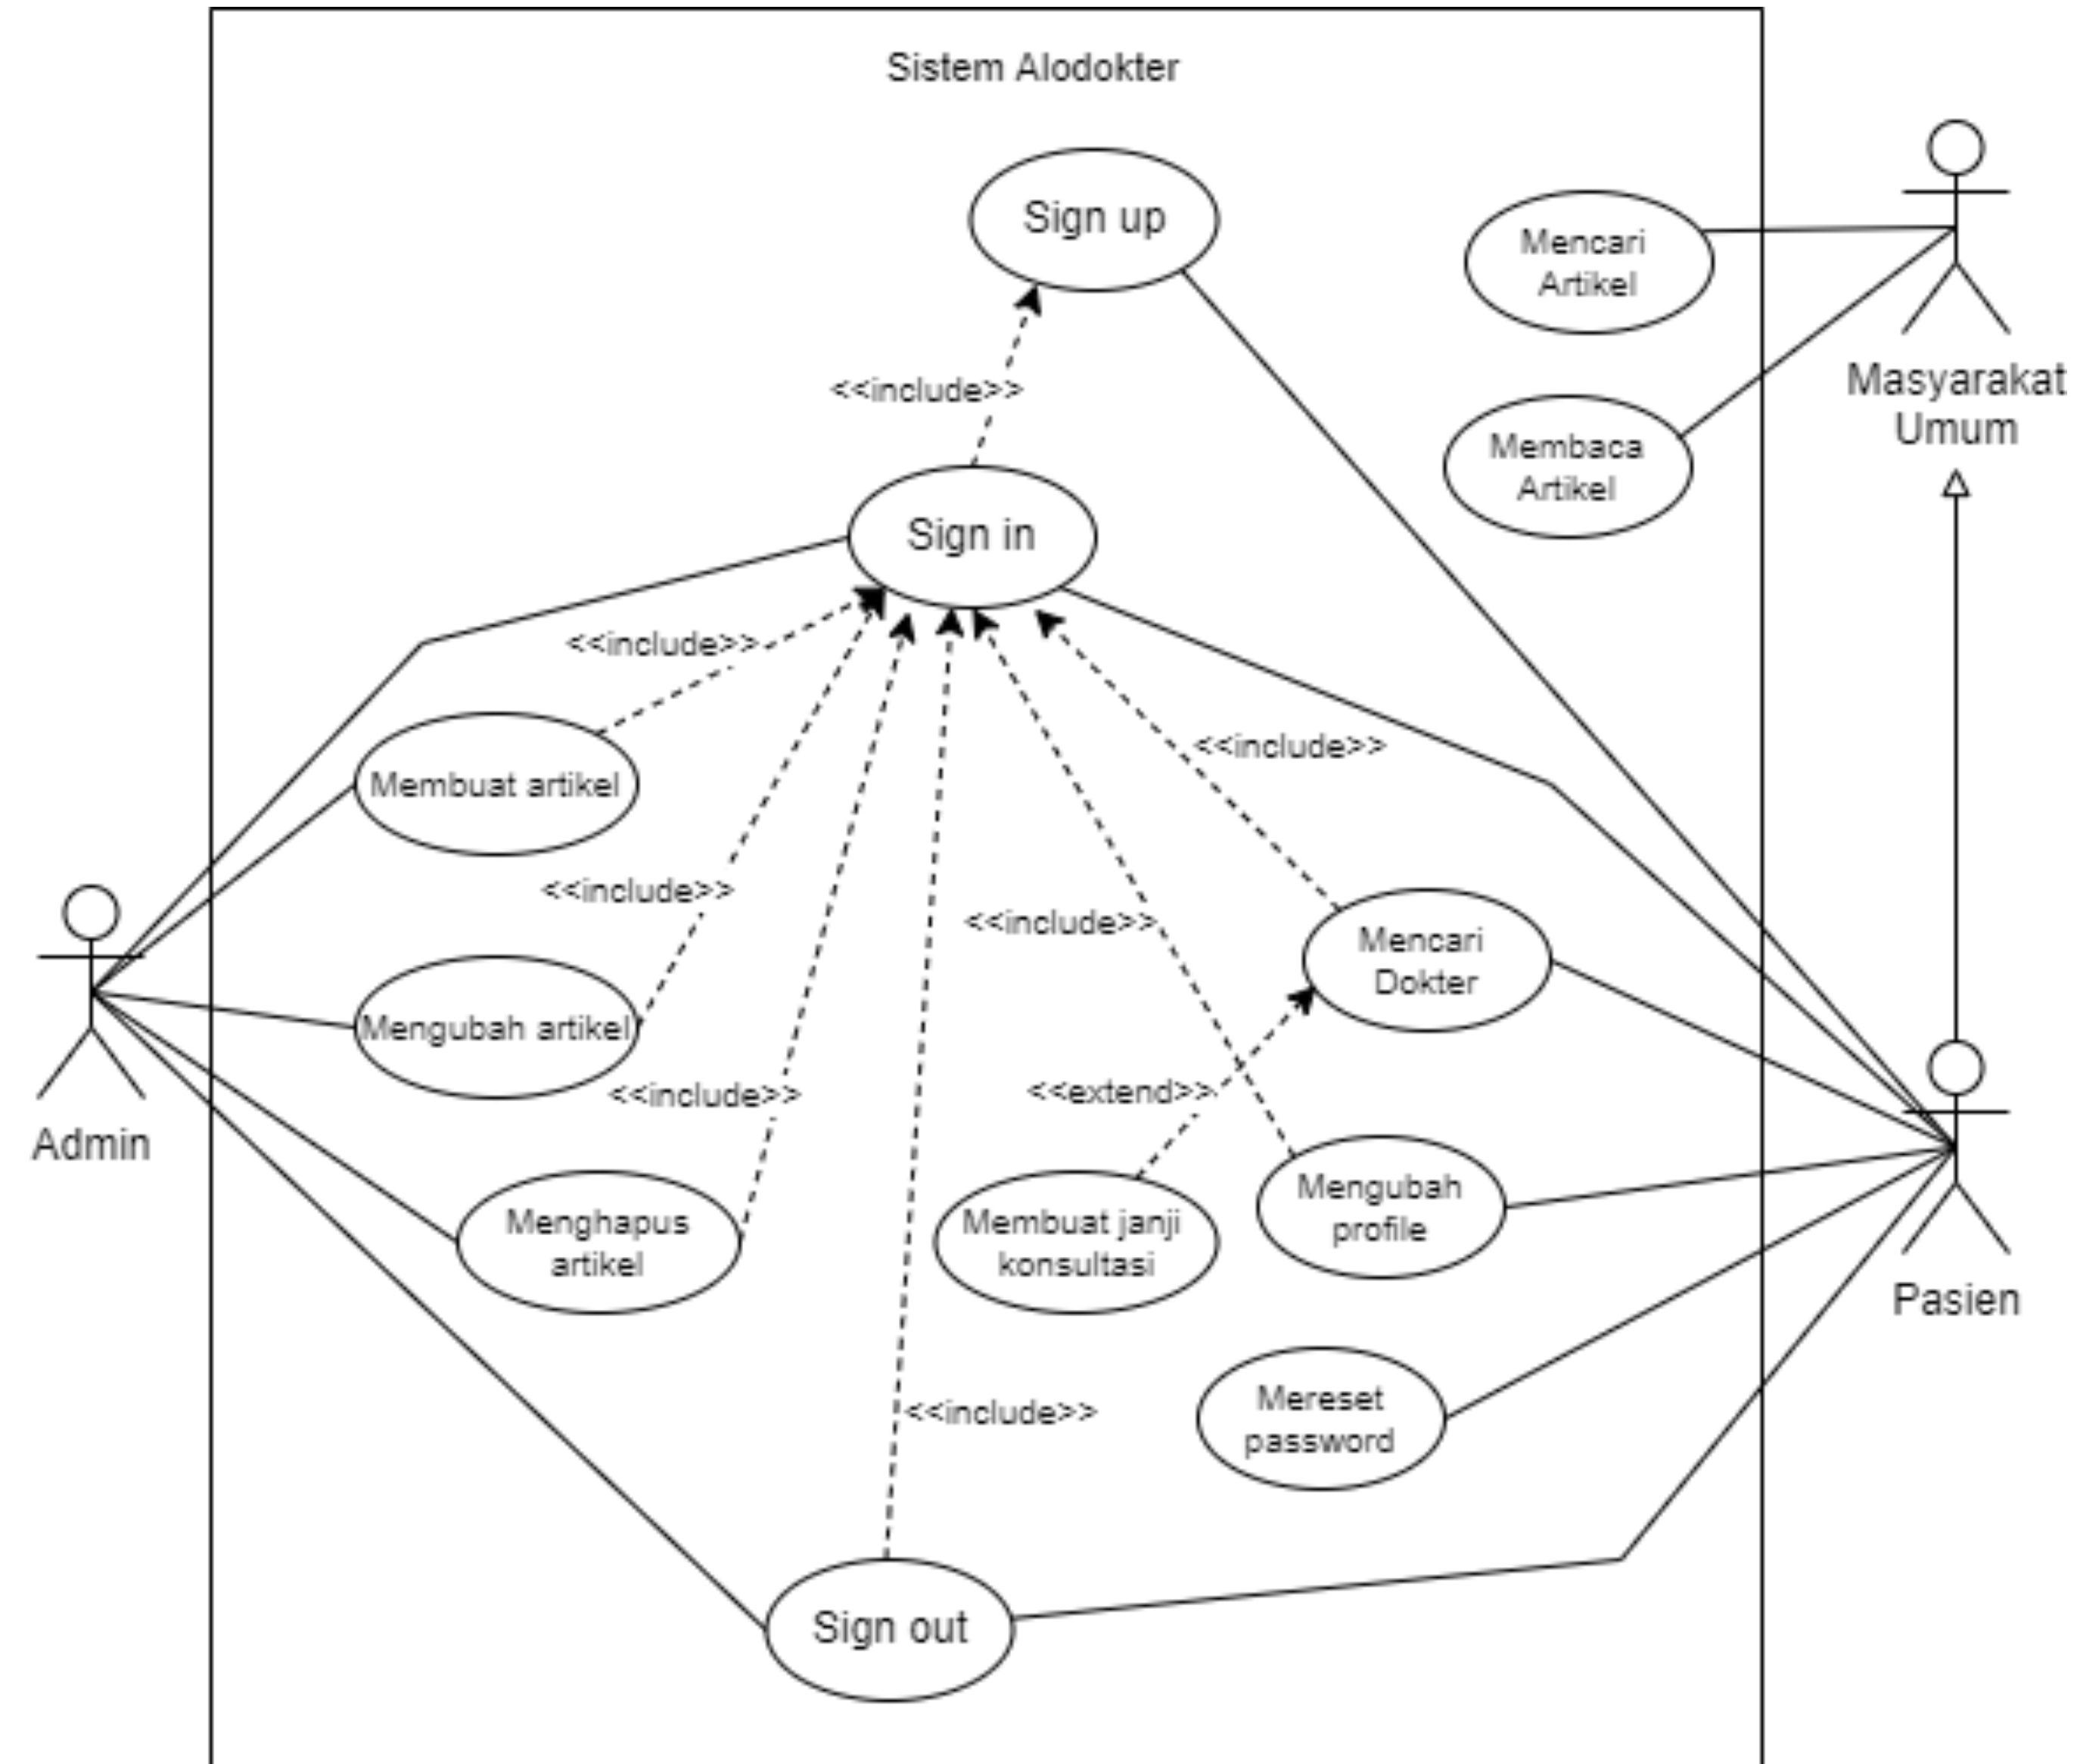 Sistem Alodokter
Sign up
Mencari
Artikel
Masyarakat
Umum
<<include>>
Membaca
Artikel
Sign in
<<include>>
<<include>>
Membuat artikel
<<include>>
<<include>>
Mencari
Dokter
Mengubah artikel
<<include>>
<<extend>>
Admin
Mengubah
profile
Menghapus
artikel
Membuat janji
konsultasi
Pasien
Mereset
password
<<include>>
Sign out